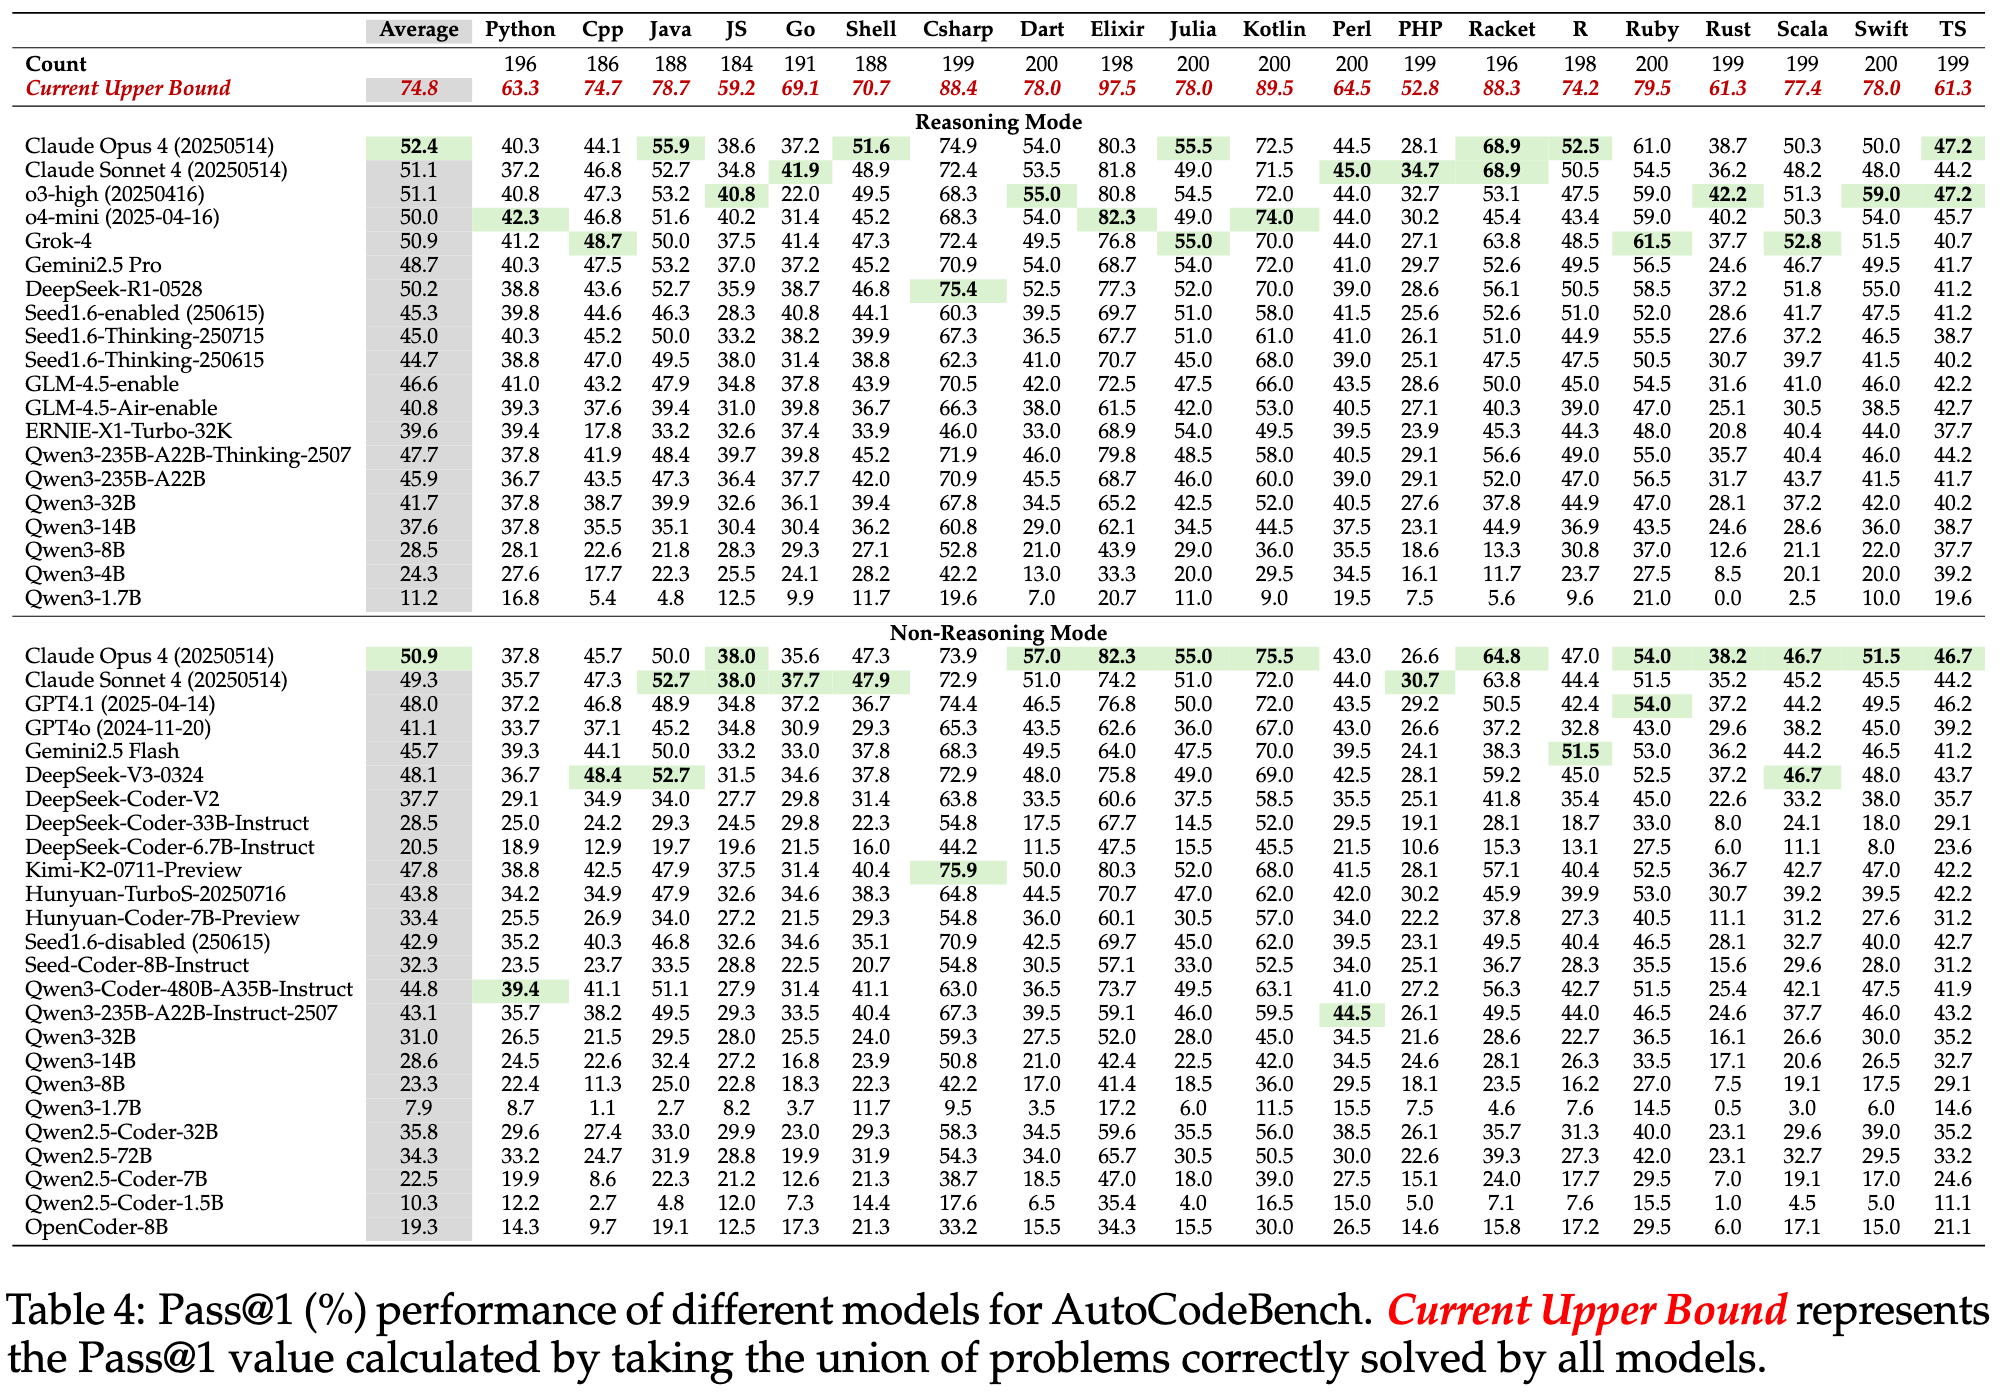 Average Python Cpp Java JS Go Shell Csharp Dart Elixir Julia Kotlin Perl PHP Racket R Ruby Rust Scala Swift TS
Count 196 186 188 184 191 188 199 200 198 200 200 200 199 196 198 200 199 199 200 199
Current Upper Bound 74.8 63.3 74.7 78.7 59.2 69.1 70.7 88.4 78.0 97.5 78.0 89.5 64.5 52.8 88.3 74.2 79.5 61.3 77.4 78.0 61.3
Reasoning Mode
Claude Opus 4 (20250514) 52.4 40.3 44.1 55.9 38.6 37.2 51.6 74.9 54.0 80.3 55.5 72.5 44.5 28.1 68.9 52.5 61.0 38.7 50.3 50.0 47.2
Claude Sonnet 4 (20250514) 51.1 37.2 46.8 52.7 34.8 41.9 48.9 72.4 53.5 81.8 49.0 71.5 45.0 34.7 68.9 50.5 54.5 36.2 48.2 48.0 44.2
o3-high (20250416) 51.1 40.8 47.3 53.2 40.8 22.0 49.5 68.3 55.0 80.8 54.5 72.0 44.0 32.7 53.1 47.5 59.0 42.2 51.3 59.0 47.2
o4-mini (2025-04-16) 50.0 42.3 46.8 51.6 40.2 31.4 45.2 68.3 54.0 82.3 49.0 74.0 44.0 30.2 45.4 43.4 59.0 40.2 50.3 54.0 45.7
Grok-4 50.9 41.2 48.7 50.0 37.5 41.4 47.3 72.4 49.5 76.8 55.0 70.0 44.0 27.1 63.8 48.5 61.5 37.7 52.8 51.5 40.7
Gemini2.5 Pro 48.7 40.3 47.5 53.2 37.0 37.2 45.2 70.9 54.0 68.7 54.0 72.0 41.0 29.7 52.6 49.5 56.5 24.6 46.7 49.5 41.7
DeepSeek-R1-0528 50.2 38.8 43.6 52.7 35.9 38.7 46.8 75.4 52.5 77.3 52.0 70.0 39.0 28.6 56.1 50.5 58.5 37.2 51.8 55.0 41.2
Seed1.6-enabled (250615) 45.3 39.8 44.6 46.3 28.3 40.8 44.1 60.3 39.5 69.7 51.0 58.0 41.5 25.6 52.6 51.0 52.0 28.6 41.7 47.5 41.2
Seed1.6-Thinking-250715 45.0 40.3 45.2 50.0 33.2 38.2 39.9 67.3 36.5 67.7 51.0 61.0 41.0 26.1 51.0 44.9 55.5 27.6 37.2 46.5 38.7
Seed1.6-Thinking-250615 44.7 38.8 47.0 49.5 38.0 31.4 38.8 62.3 41.0 70.7 45.0 68.0 39.0 25.1 47.5 47.5 50.5 30.7 39.7 41.5 40.2
GLM-4.5-enable 46.6 41.0 43.2 47.9 34.8 37.8 43.9 70.5 42.0 72.5 47.5 66.0 43.5 28.6 50.0 45.0 54.5 31.6 41.0 46.0 42.2
GLM-4.5-Air-enable 40.8 39.3 37.6 39.4 31.0 39.8 36.7 66.3 38.0 61.5 42.0 53.0 40.5 27.1 40.3 39.0 47.0 25.1 30.5 38.5 42.7
ERNIE-X1-Turbo-32K 39.6 39.4 17.8 33.2 32.6 37.4 33.9 46.0 33.0 68.9 54.0 49.5 39.5 23.9 45.3 44.3 48.0 20.8 40.4 44.0 37.7
Qwen3-235B-A22B-Thinking-2507 47.7 37.8 41.9 48.4 39.7 39.8 45.2 71.9 46.0 79.8 48.5 58.0 40.5 29.1 56.6 49.0 55.0 35.7 40.4 46.0 44.2
Qwen3-235B-A22B 45.9 36.7 43.5 47.3 36.4 37.7 42.0 70.9 45.5 68.7 46.0 60.0 39.0 29.1 52.0 47.0 56.5 31.7 43.7 41.5 41.7
Qwen3-32B 41.7 37.8 38.7 39.9 32.6 36.1 39.4 67.8 34.5 65.2 42.5 52.0 40.5 27.6 37.8 44.9 47.0 28.1 37.2 42.0 40.2
Qwen3-14B 37.6 37.8 35.5 35.1 30.4 30.4 36.2 60.8 29.0 62.1 34.5 44.5 37.5 23.1 44.9 36.9 43.5 24.6 28.6 36.0 38.7
Qwen3-8B 28.5 28.1 22.6 21.8 28.3 29.3 27.1 52.8 21.0 43.9 29.0 36.0 35.5 18.6 13.3 30.8 37.0 12.6 21.1 22.0 37.7
Qwen3-4B 24.3 27.6 17.7 22.3 25.5 24.1 28.2 42.2 13.0 33.3 20.0 29.5 34.5 16.1 11.7 23.7 27.5 8.5 20.1 20.0 39.2
Qwen3-1.7B 11.2 16.8 5.4 4.8 12.5 9.9 11.7 19.6 7.0 20.7 11.0 9.0 19.5 7.5 5.6 9.6 21.0 0.0 2.5 10.0 19.6
Non-Reasoning Mode
Claude Opus 4 (20250514) 50.9 37.8 45.7 50.0 38.0 35.6 47.3 73.9 57.0 82.3 55.0 75.5 43.0 26.6 64.8 47.0 54.0 38.2 46.7 51.5 46.7
Claude Sonnet 4 (20250514) 49.3 35.7 47.3 52.7 38.0 37.7 47.9 72.9 51.0 74.2 51.0 72.0 44.0 30.7 63.8 44.4 51.5 35.2 45.2 45.5 44.2
GPT4.1 (2025-04-14) 48.0 37.2 46.8 48.9 34.8 37.2 36.7 74.4 46.5 76.8 50.0 72.0 43.5 29.2 50.5 42.4 54.0 37.2 44.2 49.5 46.2
GPT4o (2024-11-20) 41.1 33.7 37.1 45.2 34.8 30.9 29.3 65.3 43.5 62.6 36.0 67.0 43.0 26.6 37.2 32.8 43.0 29.6 38.2 45.0 39.2
Gemini2.5 Flash 45.7 39.3 44.1 50.0 33.2 33.0 37.8 68.3 49.5 64.0 47.5 70.0 39.5 24.1 38.3 51.5 53.0 36.2 44.2 46.5 41.2
DeepSeek-V3-0324 48.1 36.7 48.4 52.7 31.5 34.6 37.8 72.9 48.0 75.8 49.0 69.0 42.5 28.1 59.2 45.0 52.5 37.2 46.7 48.0 43.7
DeepSeek-Coder-V2 37.7 29.1 34.9 34.0 27.7 29.8 31.4 63.8 33.5 60.6 37.5 58.5 35.5 25.1 41.8 35.4 45.0 22.6 33.2 38.0 35.7
DeepSeek-Coder-33B-Instruct 28.5 25.0 24.2 29.3 24.5 29.8 22.3 54.8 17.5 67.7 14.5 52.0 29.5 19.1 28.1 18.7 33.0 8.0 24.1 18.0 29.1
DeepSeek-Coder-6.7B-Instruct 20.5 18.9 12.9 19.7 19.6 21.5 16.0 44.2 11.5 47.5 15.5 45.5 21.5 10.6 15.3 13.1 27.5 6.0 11.1 8.0 23.6
Kimi-K2-0711-Preview 47.8 38.8 42.5 47.9 37.5 31.4 40.4 75.9 50.0 80.3 52.0 68.0 41.5 28.1 57.1 40.4 52.5 36.7 42.7 47.0 42.2
Hunyuan-TurboS-20250716 43.8 34.2 34.9 47.9 32.6 34.6 38.3 64.8 44.5 70.7 47.0 62.0 42.0 30.2 45.9 39.9 53.0 30.7 39.2 39.5 42.2
Hunyuan-Coder-7B-Preview 33.4 25.5 26.9 34.0 27.2 21.5 29.3 54.8 36.0 60.1 30.5 57.0 34.0 22.2 37.8 27.3 40.5 11.1 31.2 27.6 31.2
Seed1.6-disabled (250615) 42.9 35.2 40.3 46.8 32.6 34.6 35.1 70.9 42.5 69.7 45.0 62.0 39.5 23.1 49.5 40.4 46.5 28.1 32.7 40.0 42.7
Seed-Coder-8B-Instruct 32.3 23.5 23.7 33.5 28.8 22.5 20.7 54.8 30.5 57.1 33.0 52.5 34.0 25.1 36.7 28.3 35.5 15.6 29.6 28.0 31.2
Qwen3-Coder-480B-A35B-Instruct 44.8 39.4 41.1 51.1 27.9 31.4 41.1 63.0 36.5 73.7 49.5 63.1 41.0 27.2 56.3 42.7 51.5 25.4 42.1 47.5 41.9
Qwen3-235B-A22B-Instruct-2507 43.1 35.7 38.2 49.5 29.3 33.5 40.4 67.3 39.5 59.1 46.0 59.5 44.5 26.1 49.5 44.0 46.5 24.6 37.7 46.0 43.2
Qwen3-32B 31.0 26.5 21.5 29.5 28.0 25.5 24.0 59.3 27.5 52.0 28.0 45.0 34.5 21.6 28.6 22.7 36.5 16.1 26.6 30.0 35.2
Qwen3-14B 28.6 24.5 22.6 32.4 27.2 16.8 23.9 50.8 21.0 42.4 22.5 42.0 34.5 24.6 28.1 26.3 33.5 17.1 20.6 26.5 32.7
Qwen3-8B 23.3 22.4 11.3 25.0 22.8 18.3 22.3 42.2 17.0 41.4 18.5 36.0 29.5 18.1 23.5 16.2 27.0 7.5 19.1 17.5 29.1
Qwen3-1.7B 7.9 8.7 1.1 2.7 8.2 3.7 11.7 9.5 3.5 17.2 6.0 11.5 15.5 7.5 4.6 7.6 14.5 0.5 3.0 6.0 14.6
Qwen2.5-Coder-32B 35.8 29.6 27.4 33.0 29.9 23.0 29.3 58.3 34.5 59.6 35.5 56.0 38.5 26.1 35.7 31.3 40.0 23.1 29.6 39.0 35.2
Qwen2.5-72B 34.3 33.2 24.7 31.9 28.8 19.9 31.9 54.3 34.0 65.7 30.5 50.5 30.0 22.6 39.3 27.3 42.0 23.1 32.7 29.5 33.2
Qwen2.5-Coder-7B 22.5 19.9 8.6 22.3 21.2 12.6 21.3 38.7 18.5 47.0 18.0 39.0 27.5 15.1 24.0 17.7 29.5 7.0 19.1 17.0 24.6
Qwen2.5-Coder-1.5B 10.3 12.2 2.7 4.8 12.0 7.3 14.4 17.6 6.5 35.4 4.0 16.5 15.0 5.0 7.1 7.6 15.5 1.0 4.5 5.0 11.1
OpenCoder-8B 19.3 14.3 9.7 19.1 12.5 17.3 21.3 33.2 15.5 34.3 15.5 30.0 26.5 14.6 15.8 17.2 29.5 6.0 17.1 15.0 21.1
Table 4: Pass@1 (%) performance of different models for AutoCodeBench. Current Upper Bound represents
the Pass@1 value calculated by taking the union of problems correctly solved by all models.